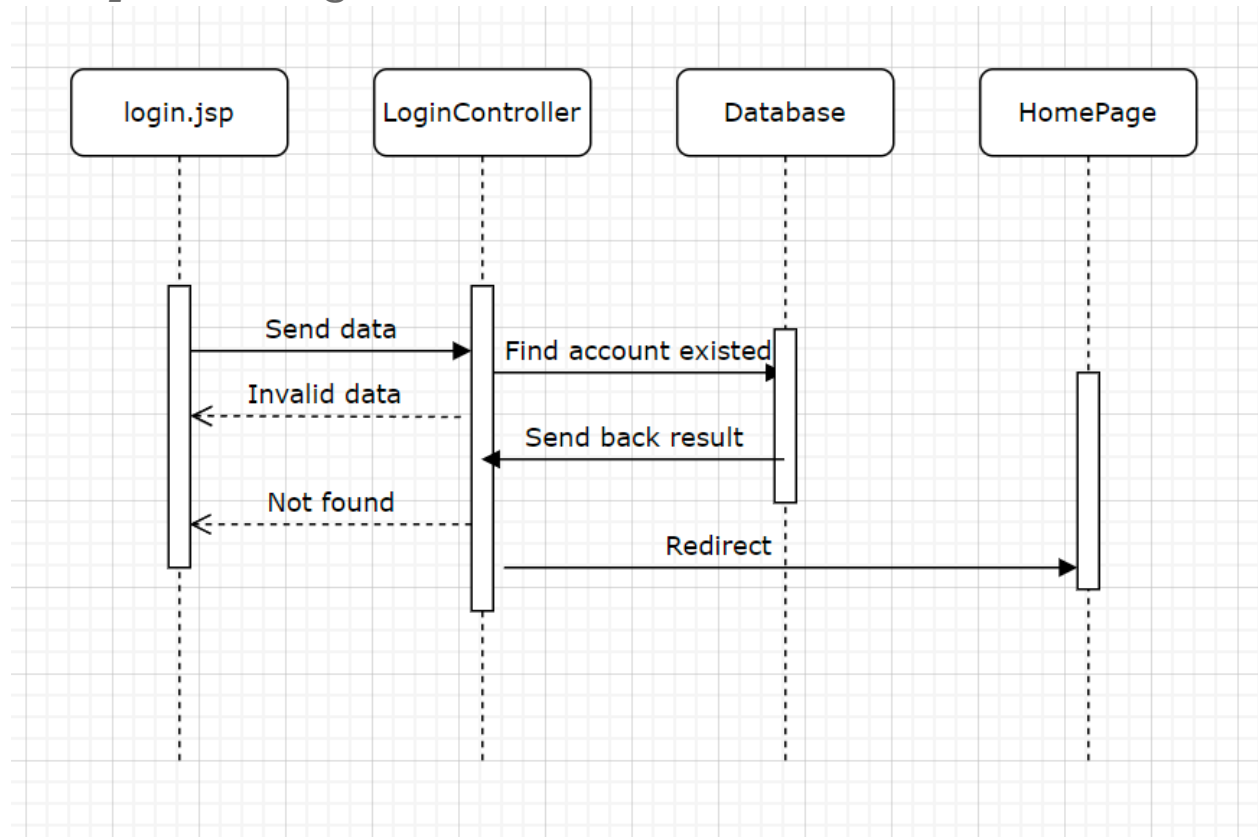 login.jsp
LoginController
Database
HomePage
Send data
Find account existed
Invalid data
Send back result
Not found
Redirect